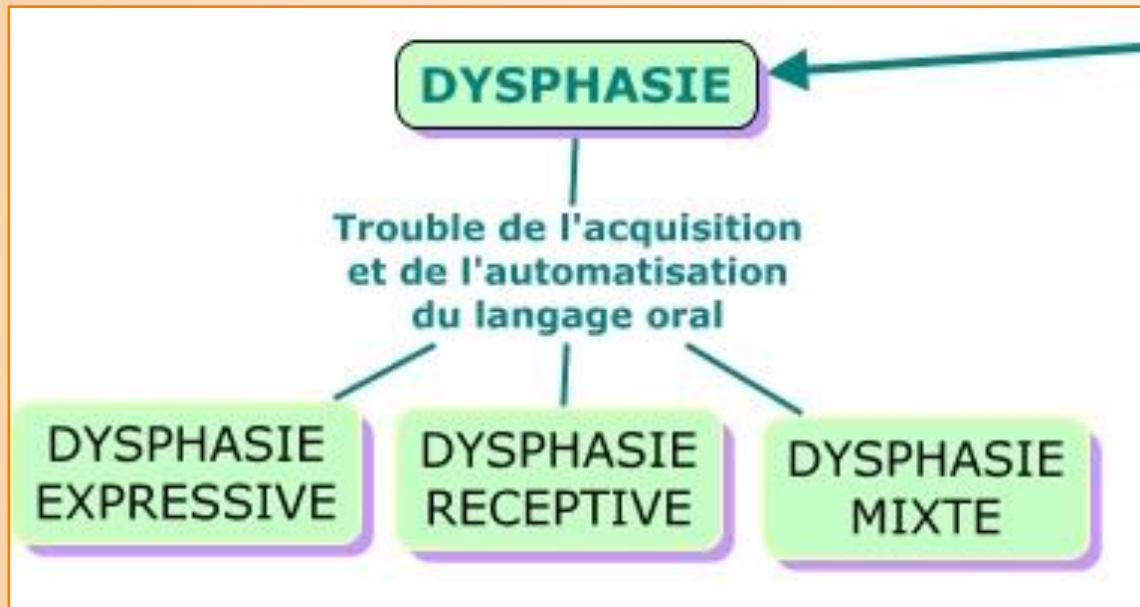 DYSPHASIE
Trouble de l'acquisition
et de l'automatisation
du langage oral
DYSPHASIE
EXPRESSIVE
DYSPHASIE
RECEPTIVE
DYSPHASIE
MIXTE